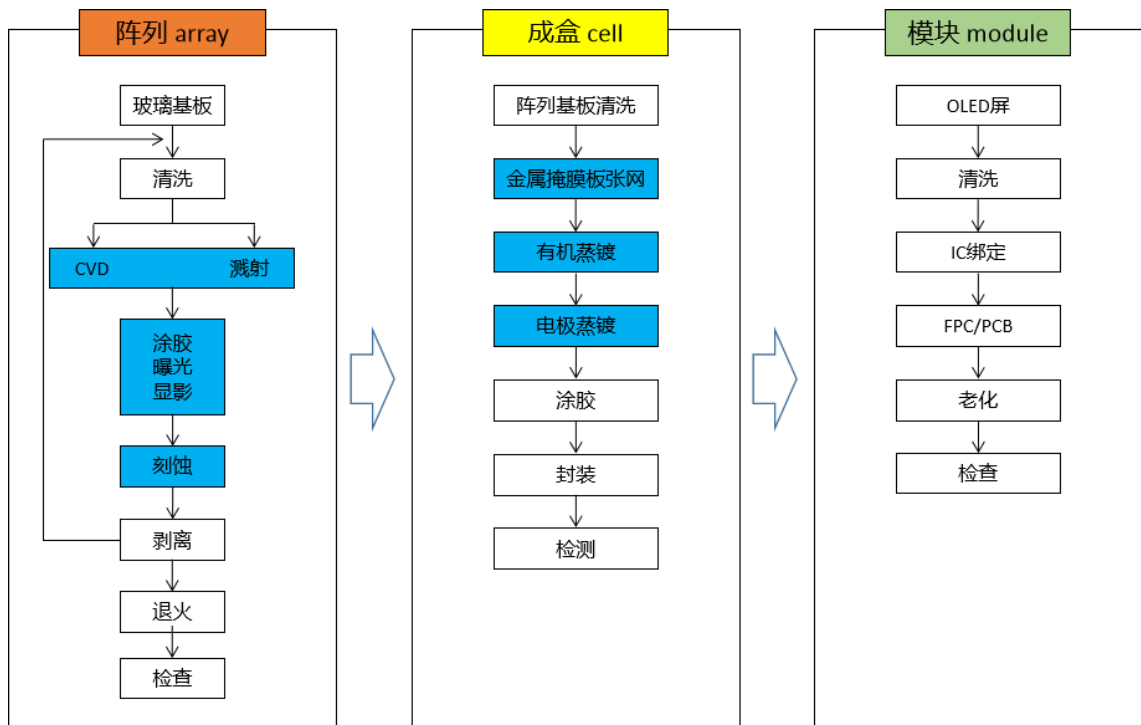 阵列 array
玻璃基板
清洗
CVD 溅射
涂胶
曝光
显影
刻蚀
剥离
退火
检查
成盒 cell
阵列基板清洗
金属掩膜板张网
有机蒸镀
电极蒸镀
涂胶
封装
检测
模块 module
OLED屏
清洗
IC绑定
FPC/PCB
老化
检查